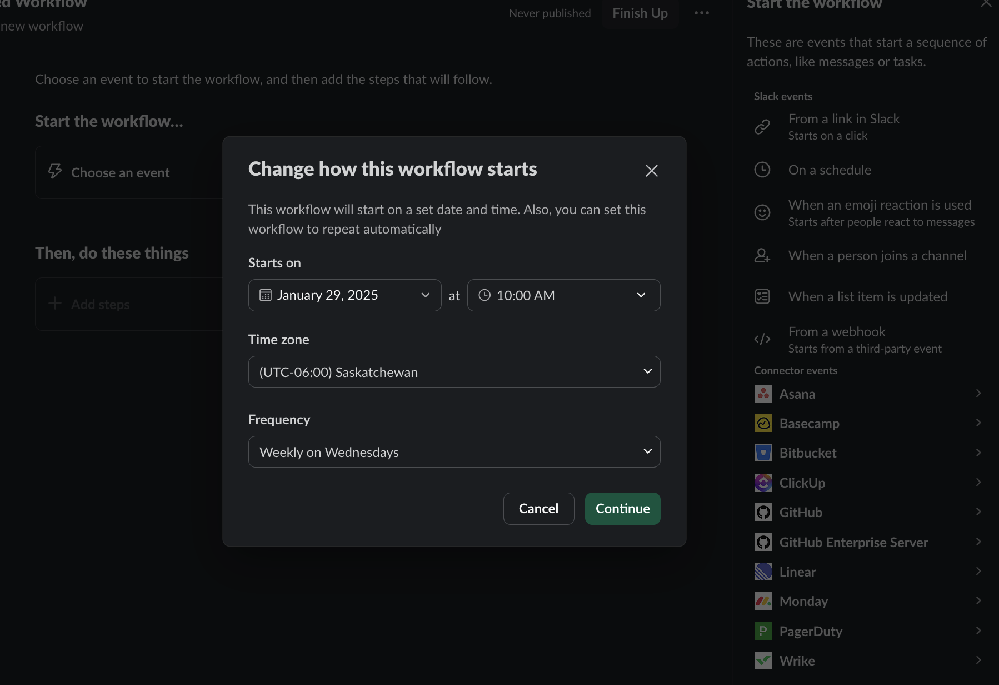 Workflow
new workflow
Never published
Finish Up
Choose an event to start the workflow, and then add the steps that will follow.
Start the workflow...
Choose an event
Then, do these things
Add steps
Change how this workflow starts
This workflow will start on a set date and time. Also, you can set this
workflow to repeat automatically
Starts on
January 29, 2025 at 10:00 AM
Time zone
(UTC-06:00) Saskatchewan
Frequency
Weekly on Wednesdays
Cancel
Continue
Start the workflow
These are events that start a sequence of
actions, like messages or tasks.
Slack events
From a link in Slack
Starts on a click
On a schedule
When an emoji reaction is used
Starts after people react to messages
When a person joins a channel
When a list item is updated
From a webhook
Starts from a third-party event
Connector events
Asana
Basecamp
Bitbucket
ClickUp
GitHub
GitHub Enterprise Server
Linear
Monday
PagerDuty
Wrike